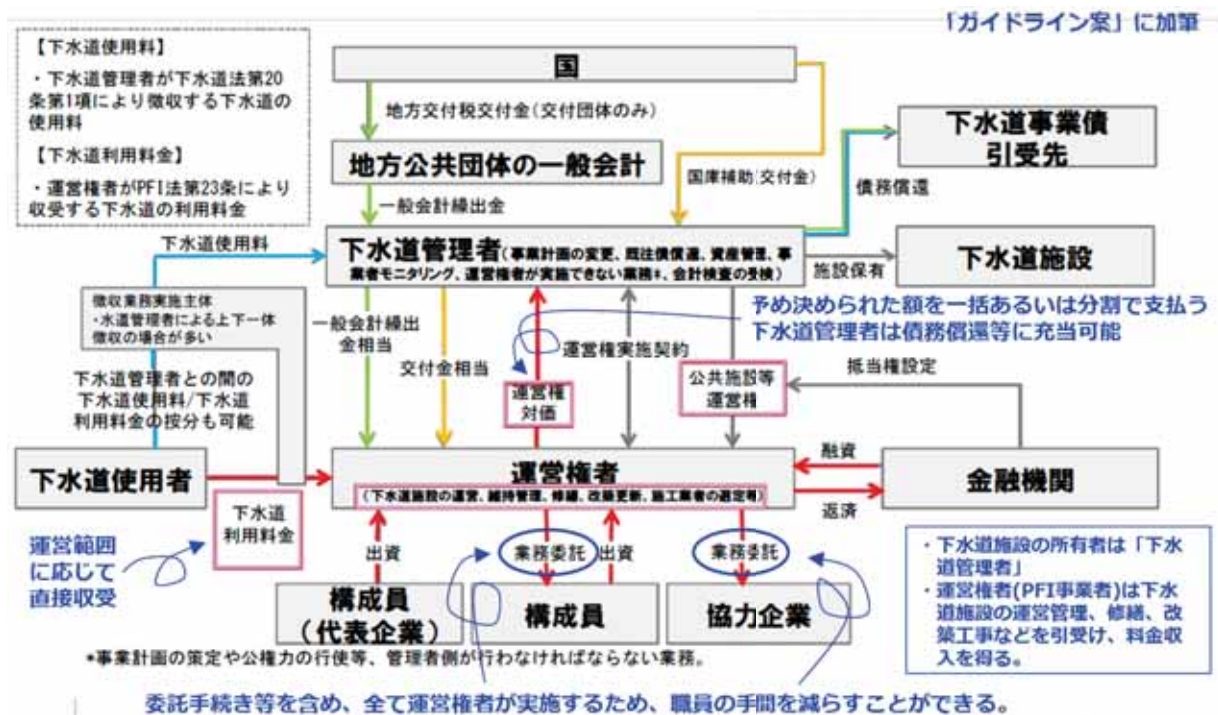 「ガイドライン案」に加筆
【下水道使用料】
・下水道管理者が下水道法第20
条第1項により徴収する下水道の
使用料
【下水道利用料金】
・運営権者がPFI法第23条により
収受する下水道の利用料金
国
地方交付税交付金(交付団体のみ)
地方公共団体の一般会計
国庫補助(交付金)
下水道事業債
引受先
債務償還
一般会計繰出金
下水道使用料
下水道管理者(事業計画の変更、既往債償還、資産管理、事
業者モニタリング、運営権者が実施できない業務*、会計検査の受検)
施設保有
下水道施設
徴収業務実施主体
・水道管理者による上下一体
徴収の場合が多い
予め決められた額を一括あるいは分割で支払う
下水道管理者は債務償還等に充当可能
一般会計繰出
金相当
交付金相当
運営権
対価
運営権実施契約
公共施設等
運営権
抵当権設定
下水道管理者との間の
下水道使用料/下水道
利用料金の按分も可能
下水道使用者
運営権者
(下水道施設の運営、維持管理、修繕、改築更新、施工業者の選定等)
融資
返済
金融機関
下水道
利用料金
運営範囲
に応じて
直接収受
出資
業務委託
出資
業務委託
構成員
(代表企業)
構成員
協力企業
・下水道施設の所有者は「下水
道管理者」
・運営権者(PFI事業者)は下水
道施設の運営管理、修繕、改
築工事などを引受け、料金収
入を得る。
*事業計画の策定や公権力の行使等、管理者側が行わなければならない業務。
委託手続き等を含め、全て運営権者が実施するため、職員の手間を減らすことができる。